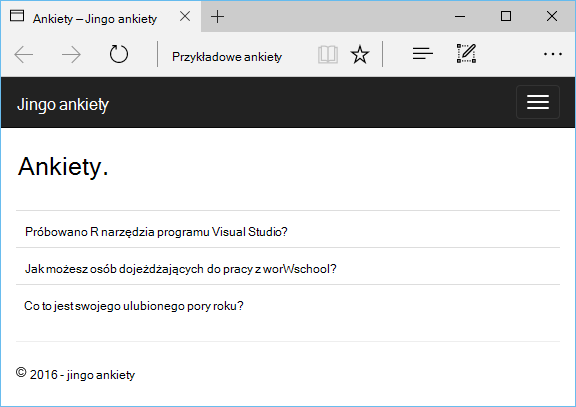 Ankiety – Jingo ankiety
Przykładowe ankiety
Jingo ankiety
Ankiety.
Próbowano R narzędzia programu Visual Studio?
Jak możesz osób dojeżdżających do pracy z worWschool?
Co to jest swojego ulubionego pory roku?
© 2016 - jingo ankiety